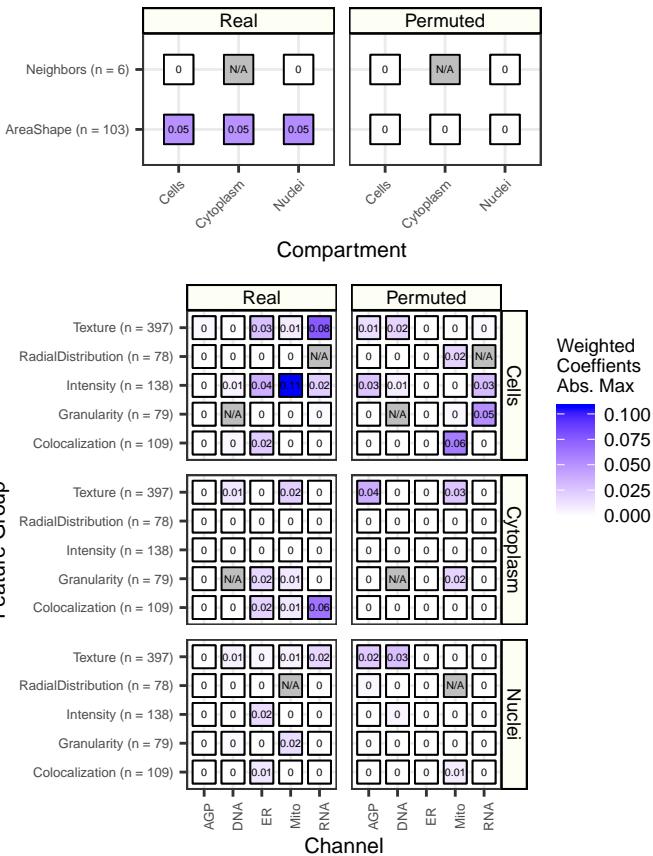 Real Permuted
Neighbors (n = 6) 0 N/A 0 0 N/A 0
AreaShape (n = 103) 0.05 0.05 0.05 0 0 0
Cells Cytoplasm Nuclei Cells Cytoplasm Nuclei
Compartment
Real Permuted
Texture (n = 397) 0 0 0.03 0.01 0.08 0.01 0.02 0 0 0
RadialDistribution (n = 78) 0 0 0 0 N/A 0 0 0 0.02 N/A
Intensity (n = 138) 0 0.01 0.04 0.11 0.02 0.03 0.01 0 0 0.03
Granularity (n = 79) 0 N/A 0 0 0 0 N/A 0 0 0.05
Colocalization (n = 109) 0 0 0.02 0 0 0 0 0 0.06 0
Cells
Texture (n = 397) 0 0.01 0 0.02 0 0.04 0 0 0.03 0
RadialDistribution (n = 78) 0 0 0 0 0 0 0 0 0 0
Intensity (n = 138) 0 0 0 0 0 0 0 0 0 0
Granularity (n = 79) 0 N/A 0.02 0.01 0 0 N/A 0 0.02 0
Colocalization (n = 109) 0 0 0.02 0.01 0.06 0 0 0 0 0
Cytoplasm
Texture (n = 397) 0 0.01 0 0.01 0.02 0.02 0.03 0 0 0
RadialDistribution (n = 78) 0 0 0 N/A 0 0 0 0 N/A 0
Intensity (n = 138) 0 0 0.02 0 0 0 0 0 0 0
Granularity (n = 79) 0 0 0 0.02 0 0 0 0 0 0
Colocalization (n = 109) 0 0 0.01 0 0 0 0 0 0.01 0
Nuclei
AGP DNA ER Mito RNA AGP DNA ER Mito RNA
Channel
Weighted
Coeffients
Abs. Max
0.100
0.075
0.050
0.025
0.000